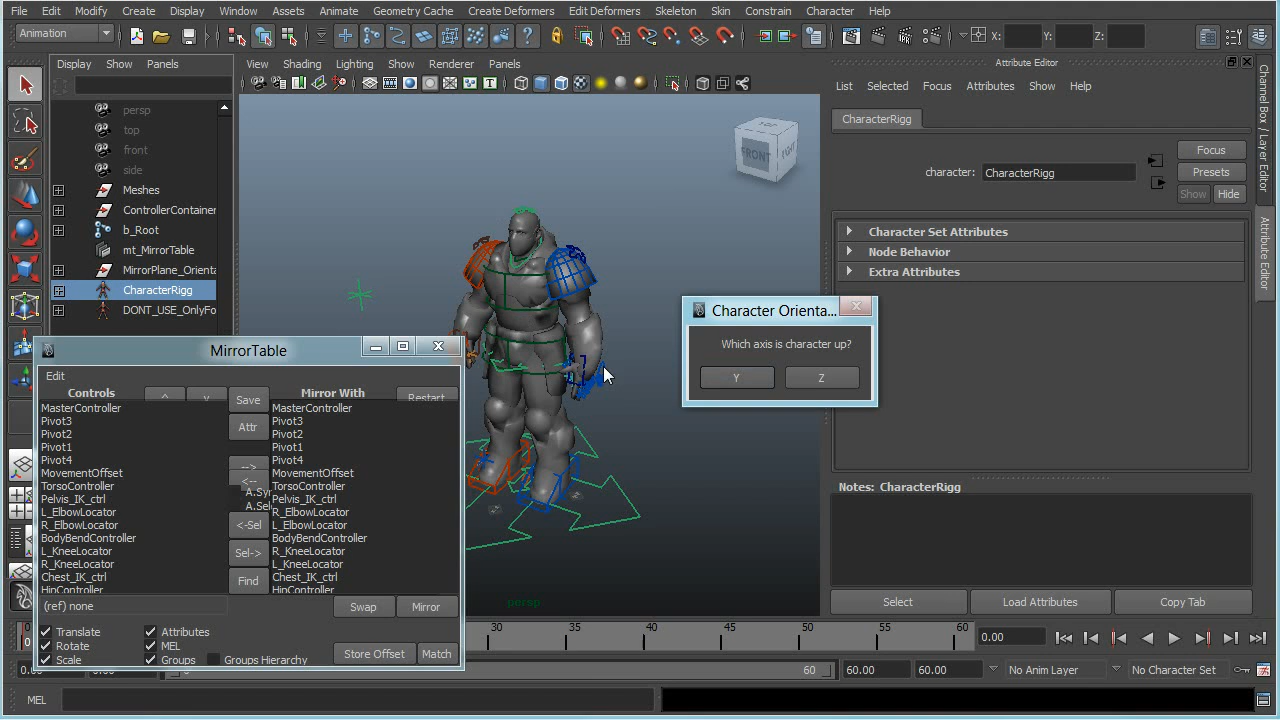 File Edit Modify Create Display Window Assets Animate Geometry Cache Create Deformers Edit Deformers Skeleton Skin Constrain Character Help
Animation
X: Y: Z:
Display Show Panels
View Shading Lighting Show Renderer Panels
Attribute Editor
List Selected Focus Attributes Show Help
persp
top
front
side
Meshes
ControllerContainer
b_Root
mt_MirrorTable
MirrorPlane_Orienta
CharacterRigg
DONT_USE_OnlyFo
FRONT
RIGHT
persp
CharacterRigg
character: CharacterRigg
Focus
Presets
Show Hide
Character Set Attributes
Node Behavior
Extra Attributes
Notes: CharacterRigg
Select Load Attributes Copy Tab
Channel Box / Layer Editor
Attribute Editor
Character Orienta...
Which axis is character up?
Y Z
MirrorTable
Edit
Controls ^ v Save Mirror With Restart
Attr
-->
<--
A.Sy
A.Sel
<-Sel
Sel->
Find
MasterController MasterController
Pivot3 Pivot3
Pivot2 Pivot2
Pivot1 Pivot1
Pivot4 Pivot4
MovementOffset MovementOffset
TorsoController TorsoController
Pelvis_IK_ctrl Pelvis_IK_ctrl
L_ElbowLocator R_ElbowLocator
R_ElbowLocator L_ElbowLocator
BodyBendController BodyBendController
L_KneeLocator R_KneeLocator
R_KneeLocator L_KneeLocator
Chest_IK_ctrl Chest_IK_ctrl
HipController HipController
(ref) none Swap Mirror
Translate Attributes
Rotate MEL
Scale Groups Groups Hierarchy
Store Offset Match
30 35 40 45 50 55 60
0.00
60 60.00 60.00 No Anim Layer No Character Set
MEL